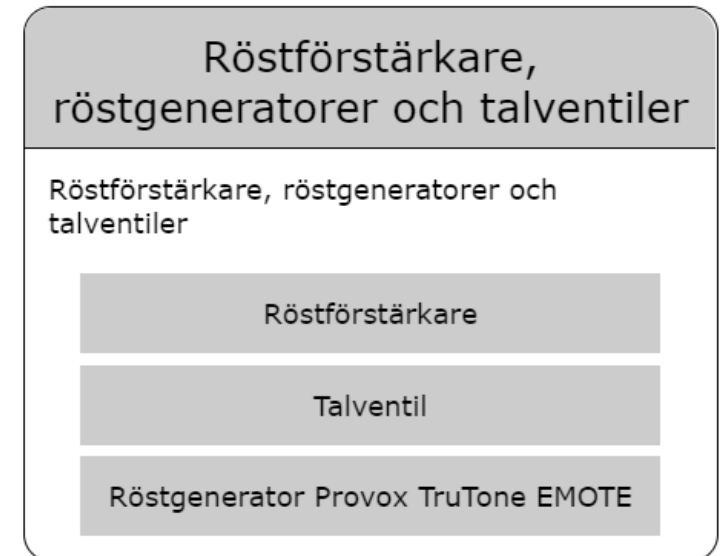 Röstförstärkare,
röstgeneratorer och talventiler
Röstförstärkare, röstgeneratorer och
talventiler
Röstförstärkare
Talventil
Röstgenerator Provox TruTone EMOTE